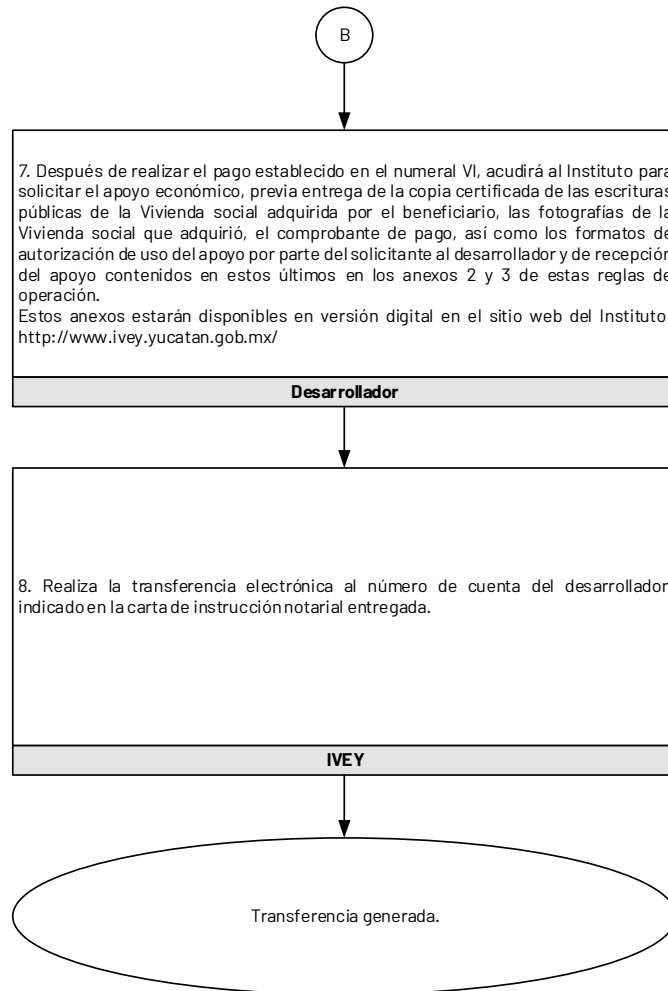 B
7. Después de realizar el pago establecido en el numeral VI, acudirá al Instituto para
solicitar el apoyo económico, previa entrega de la copia certificada de las escrituras
públicas de la Vivienda social adquirida por el beneficiario, las fotografías de la
Vivienda social que adquirió, el comprobante de pago, así como los formatos de
autorización de uso del apoyo por parte del solicitante al desarrollador y de recepción
del apoyo contenidos en estos últimos en los anexos 2 y 3 de estas reglas de
operación.
Estos anexos estarán disponibles en versión digital en el sitio web del Instituto
http://www.ivey.yucatan.gob.mx/
Desarrollador
8. Realiza la transferencia electrónica al número de cuenta del desarrollador
indicado en la carta de instrucción notarial entregada.
IVEY
Transferencia generada.